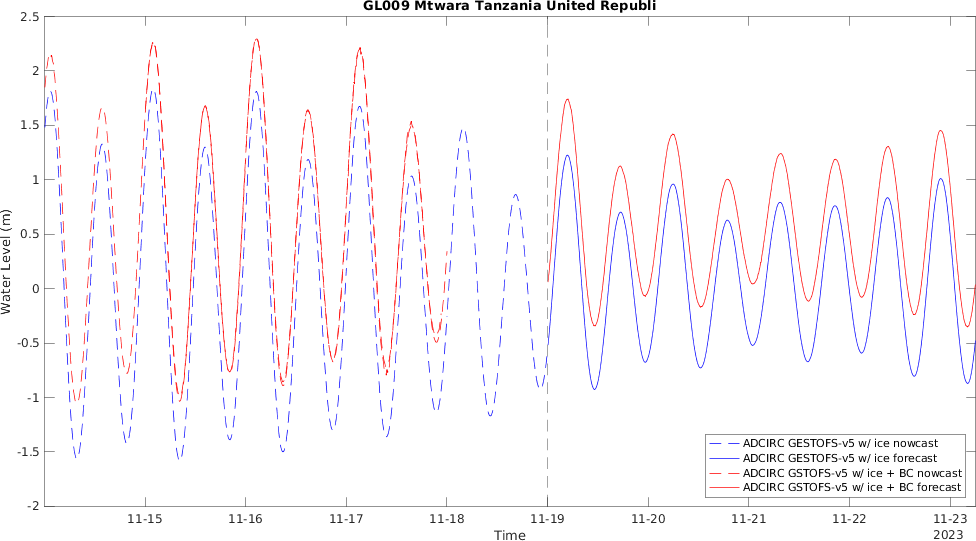 GL009 Mtwara Tanzania United Republi
Water Level (m)
2.5
2
1.5
1
0.5
0
-0.5
-1
-1.5
-2
ADCIRC GESTOFS-v5 w/ ice nowcast
ADCIRC GESTOFS-v5 w/ ice forecast
ADCIRC GSTOFS-v5 w/ ice + BC nowcast
ADCIRC GSTOFS-v5 w/ ice + BC forecast
11-15 11-16 11-17 11-18 11-19 11-20 11-21 11-22 11-23
2023
Time